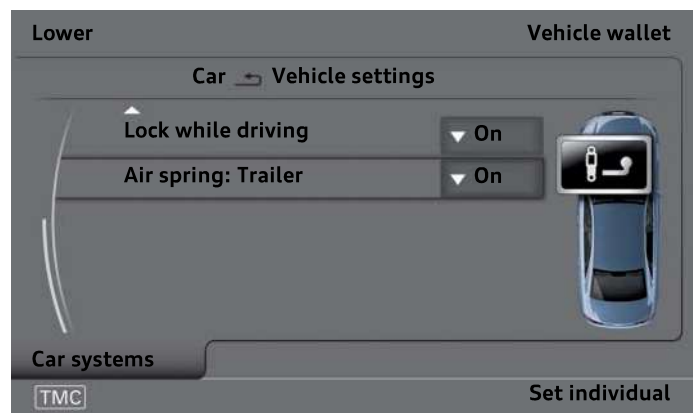 Lower Vehicle wallet
Car Vehicle settings
Lock while driving On
Air spring: Trailer On
Car systems
TMC Set individual